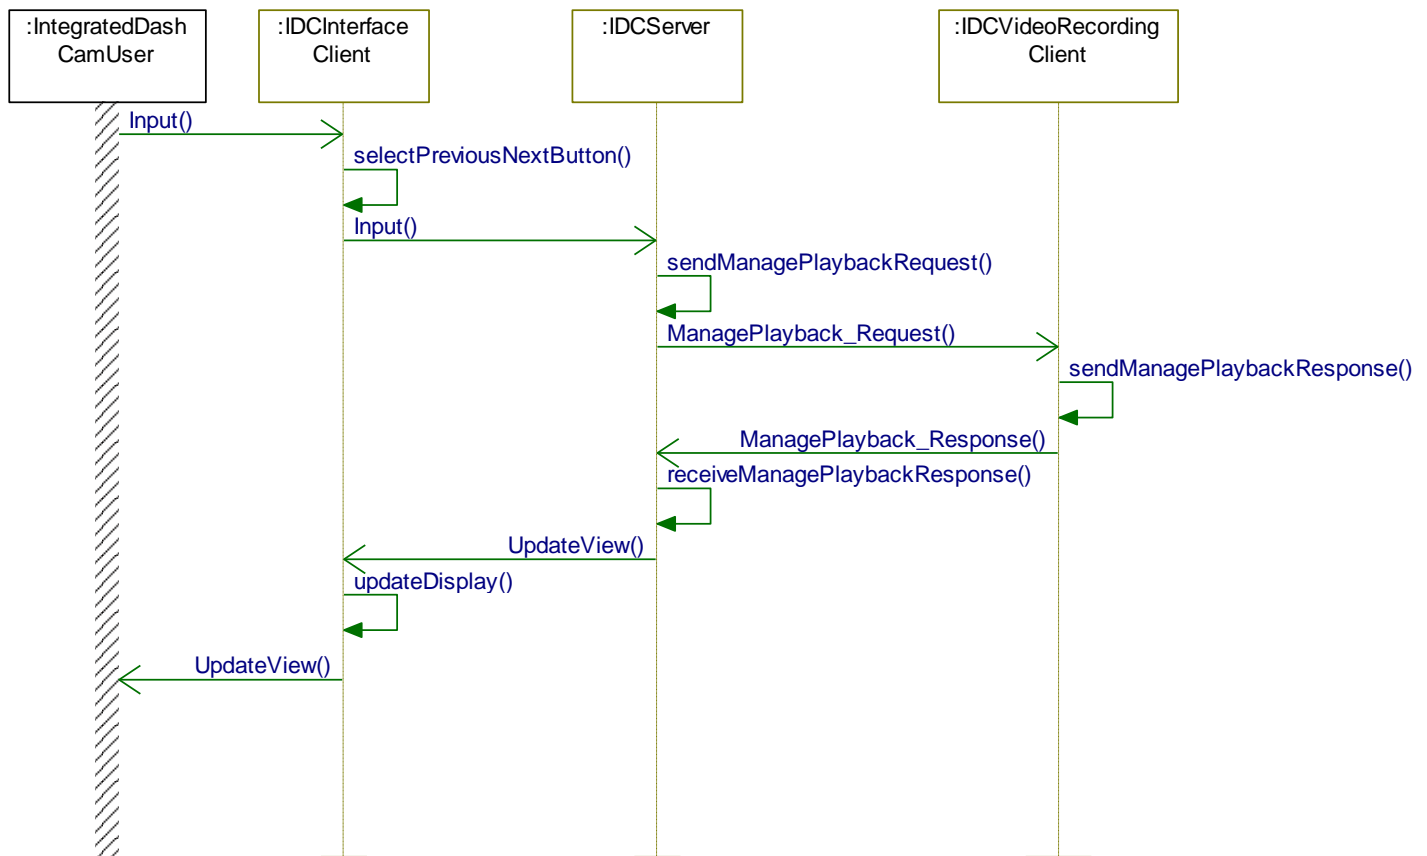 :IntegratedDash
CamUser
:IDCInterface
Client
:IDCServer
:IDCVideoRecording
Client
Input()
selectPreviousNextButton()
Input()
sendManagePlaybackRequest()
ManagePlayback_Request()
sendManagePlaybackResponse()
ManagePlayback_Response()
receiveManagePlaybackResponse()
UpdateView()
updateDisplay()
UpdateView()